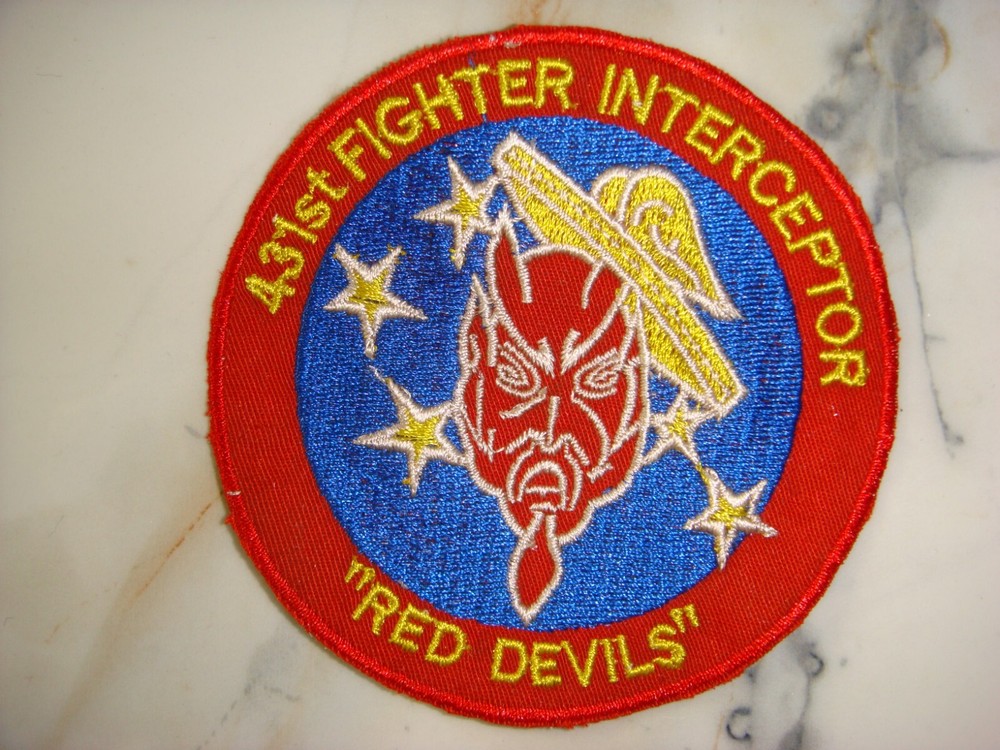 431st FIGHTER INTERCEPTOR
"RED DEVILS"